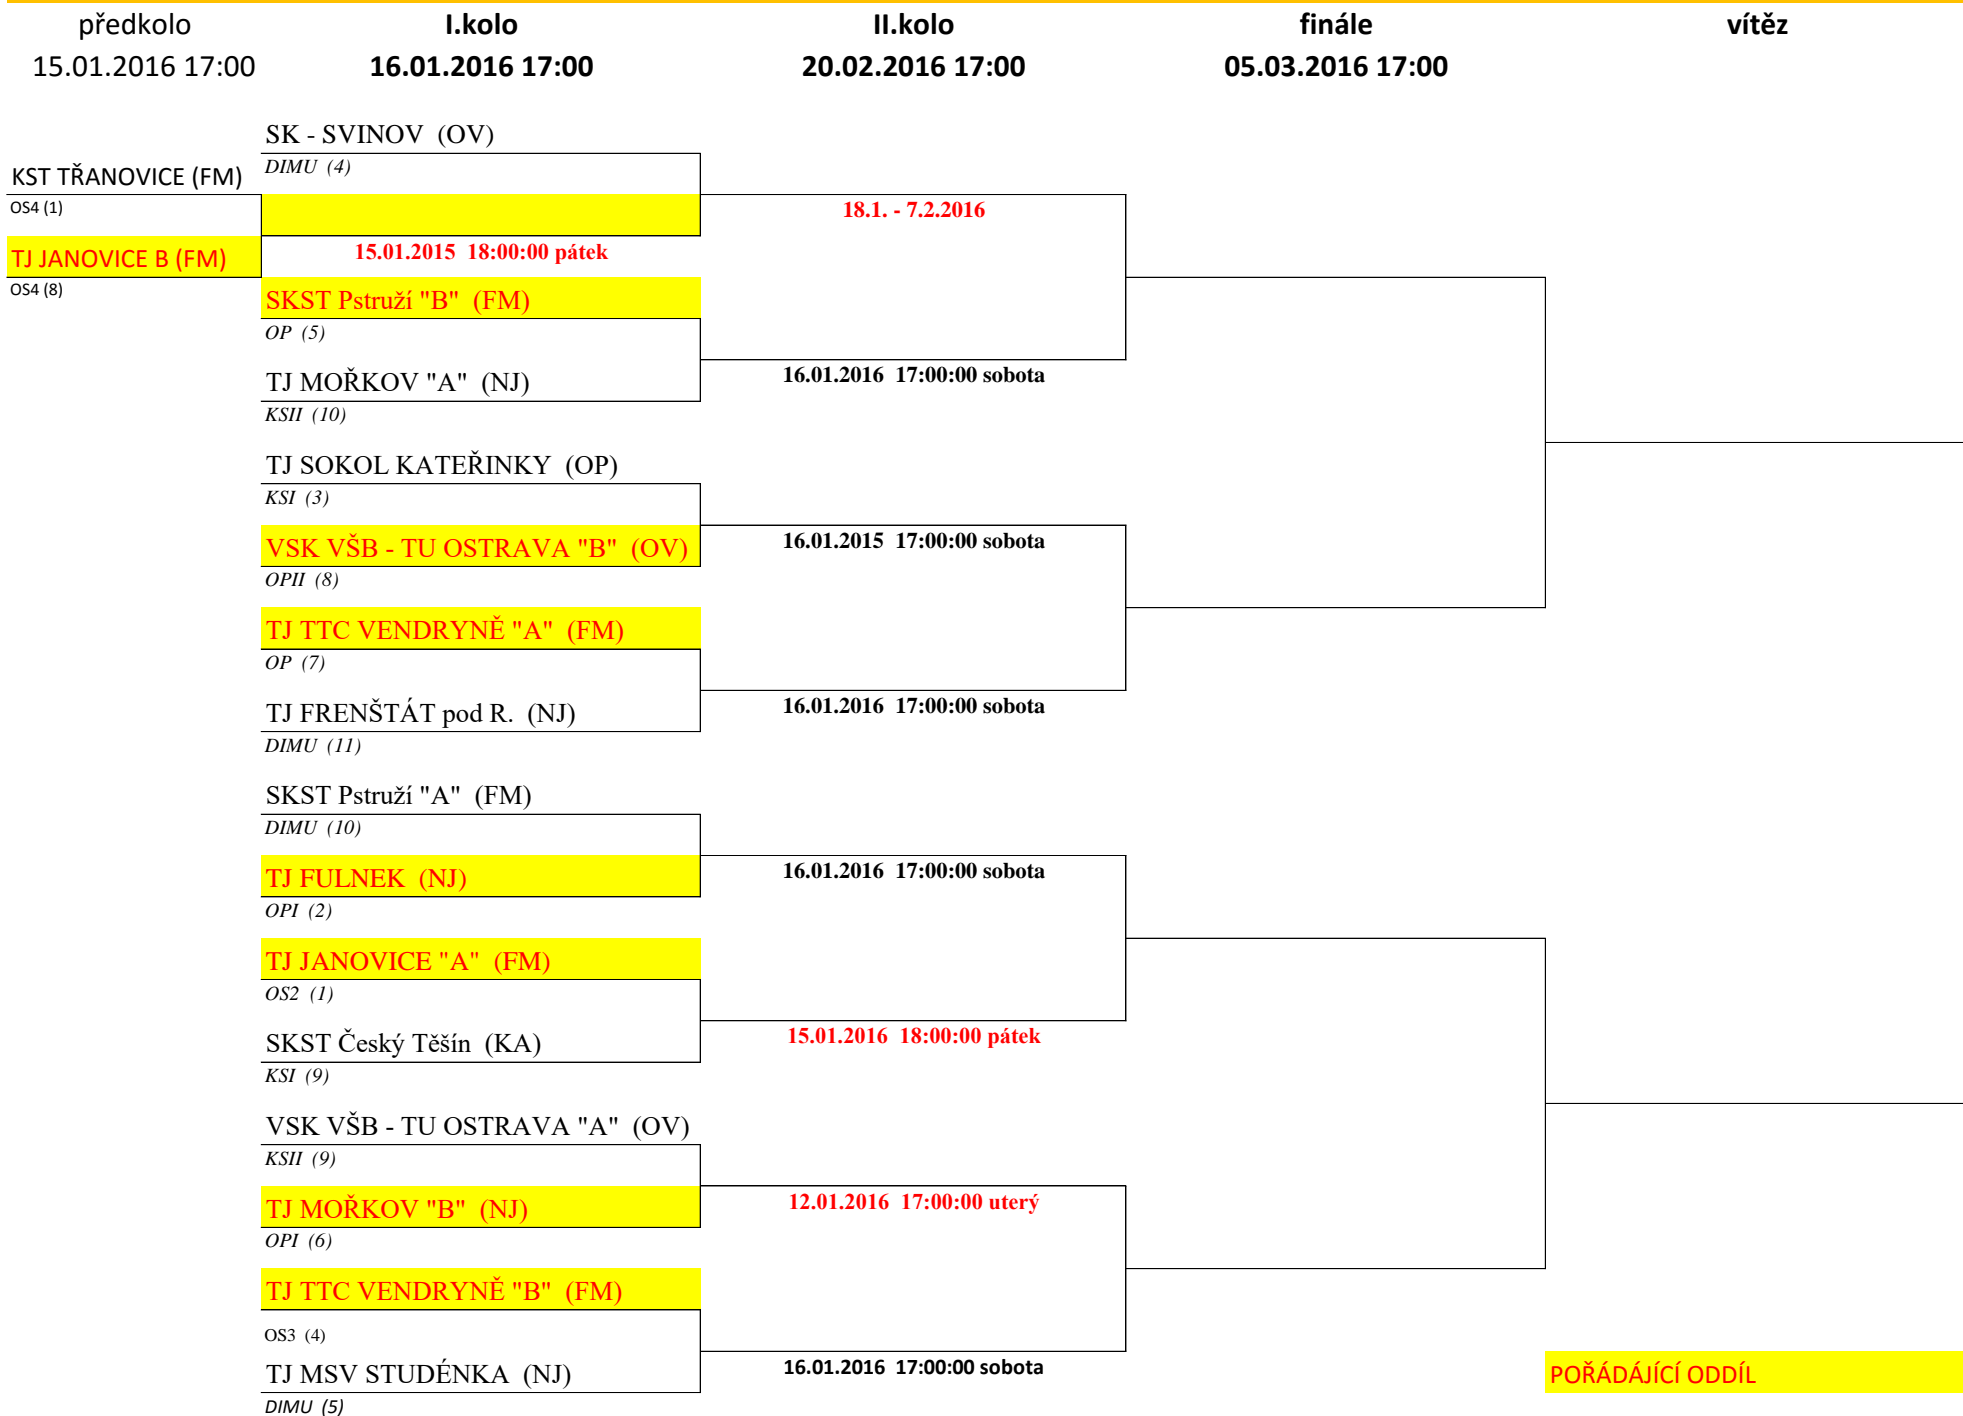 předkolo I.kolo II.kolo finále vítěz
15.01.2016 17:00 16.01.2016 17:00 20.02.2016 17:00 05.03.2016 17:00
SK - SVINOV (OV)
DIMU (4)
KST TŘANOVICE (FM)
OS4 (1)
18.1. - 7.2.2016
15.01.2015 18:00:00 pátek
TJ JANOVICE B (FM)
OS4 (8)
SKST Pstruží "B" (FM)
OP (5)
TJ MOŘKOV "A" (NJ)
16.01.2016 17:00:00 sobota
KSII (10)
TJ SOKOL KATEŘINKY (OP)
KSI (3)
VSK VŠB - TU OSTRAVA "B" (OV)
16.01.2015 17:00:00 sobota
OPII (8)
TJ TTC VENDRYNĚ "A" (FM)
OP (7)
TJ FRENŠTÁT pod R. (NJ)
16.01.2016 17:00:00 sobota
DIMU (11)
SKST Pstruží "A" (FM)
DIMU (10)
TJ FULNEK (NJ)
16.01.2016 17:00:00 sobota
OPI (2)
TJ JANOVICE "A" (FM)
OS2 (1)
SKST Český Těšín (KA)
15.01.2016 18:00:00 pátek
KSI (9)
VSK VŠB - TU OSTRAVA "A" (OV)
KSII (9)
TJ MOŘKOV "B" (NJ)
12.01.2016 17:00:00 uterý
OPI (6)
TJ TTC VENDRYNĚ "B" (FM)
OS3 (4)
TJ MSV STUDÉNKA (NJ)
16.01.2016 17:00:00 sobota
POŘÁDÁJÍCÍ ODDÍL
DIMU (5)